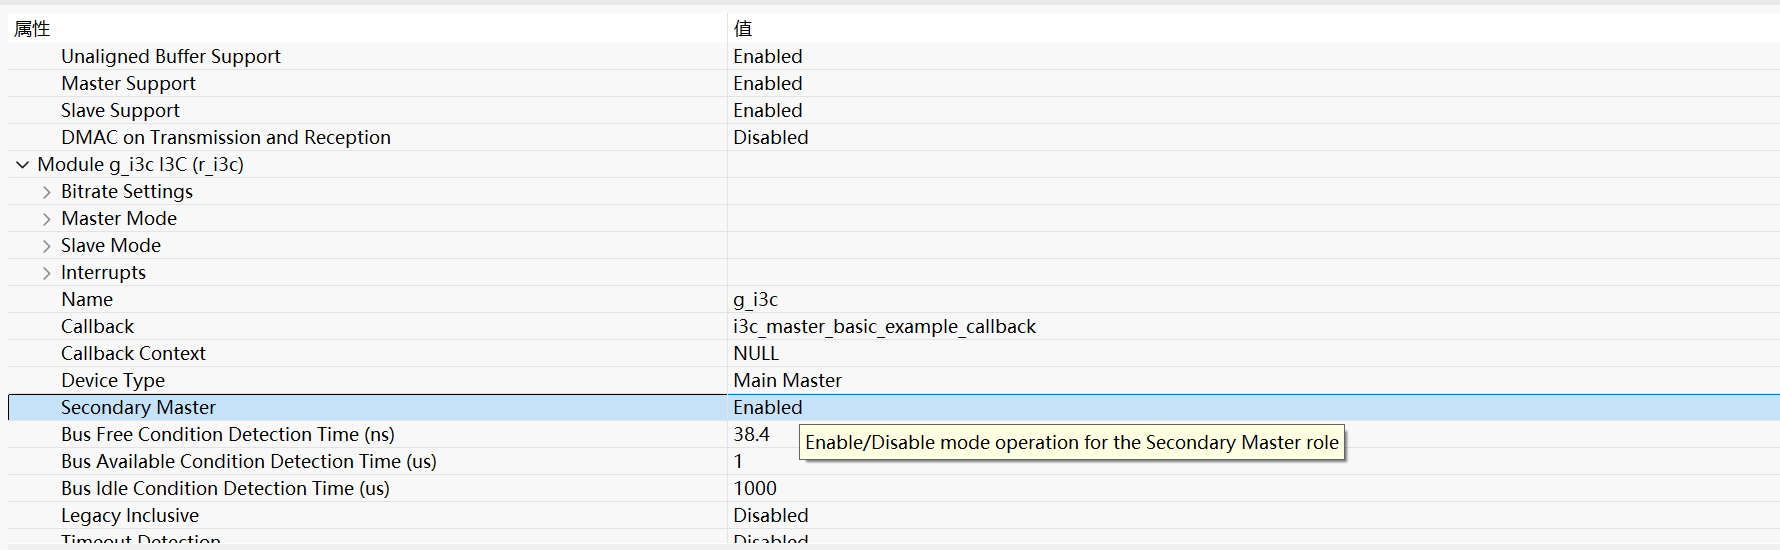 属性 值
Unaligned Buffer Support Enabled
Master Support Enabled
Slave Support Enabled
DMAC on Transmission and Reception Disabled
Module g_i3c I3C (r_i3c)
Bitrate Settings
Master Mode
Slave Mode
Interrupts
Name g_i3c
Callback i3c_master_basic_example_callback
Callback Context NULL
Device Type Main Master
Secondary Master Enabled
Bus Free Condition Detection Time (ns) 38.4
Enable/Disable mode operation for the Secondary Master role
Bus Available Condition Detection Time (us) 1
Bus Idle Condition Detection Time (us) 1000
Legacy Inclusive Disabled
Timeout Detection Disabled